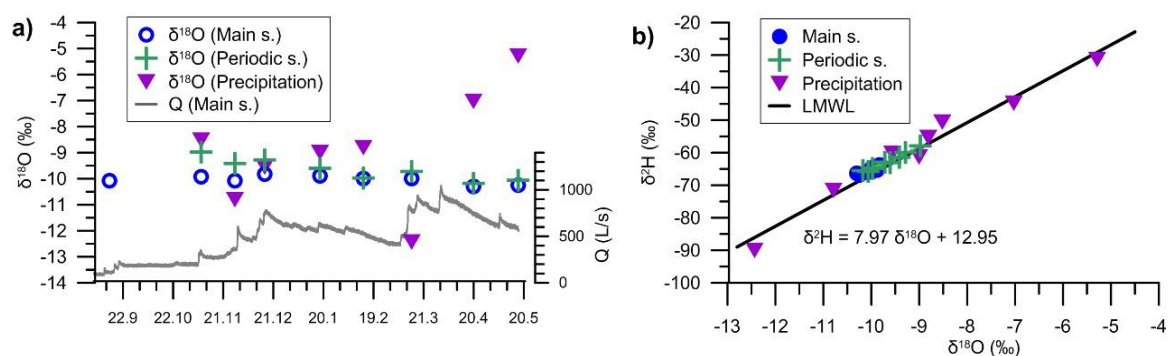 a)
δ¹⁸O (Main s.)
δ¹⁸O (Periodic s.)
δ¹⁸O (Precipitation)
Q (Main s.)
δ¹⁸O (‰)
-4
-5
-6
-7
-8
-9
-10
-11
-12
-13
-14
1000
500
0
Q (L/s)
22.9 22.10 21.11 21.12 20.1 19.2 21.3 20.4 20.5
b)
Main s.
Periodic s.
Precipitation
LMWL
δ²H (‰)
-20
-30
-40
-50
-60
-70
-80
-90
-100
δ²H = 7.97 δ¹⁸O + 12.95
-13 -12 -11 -10 -9 -8 -7 -6 -5 -4
δ¹⁸O (‰)